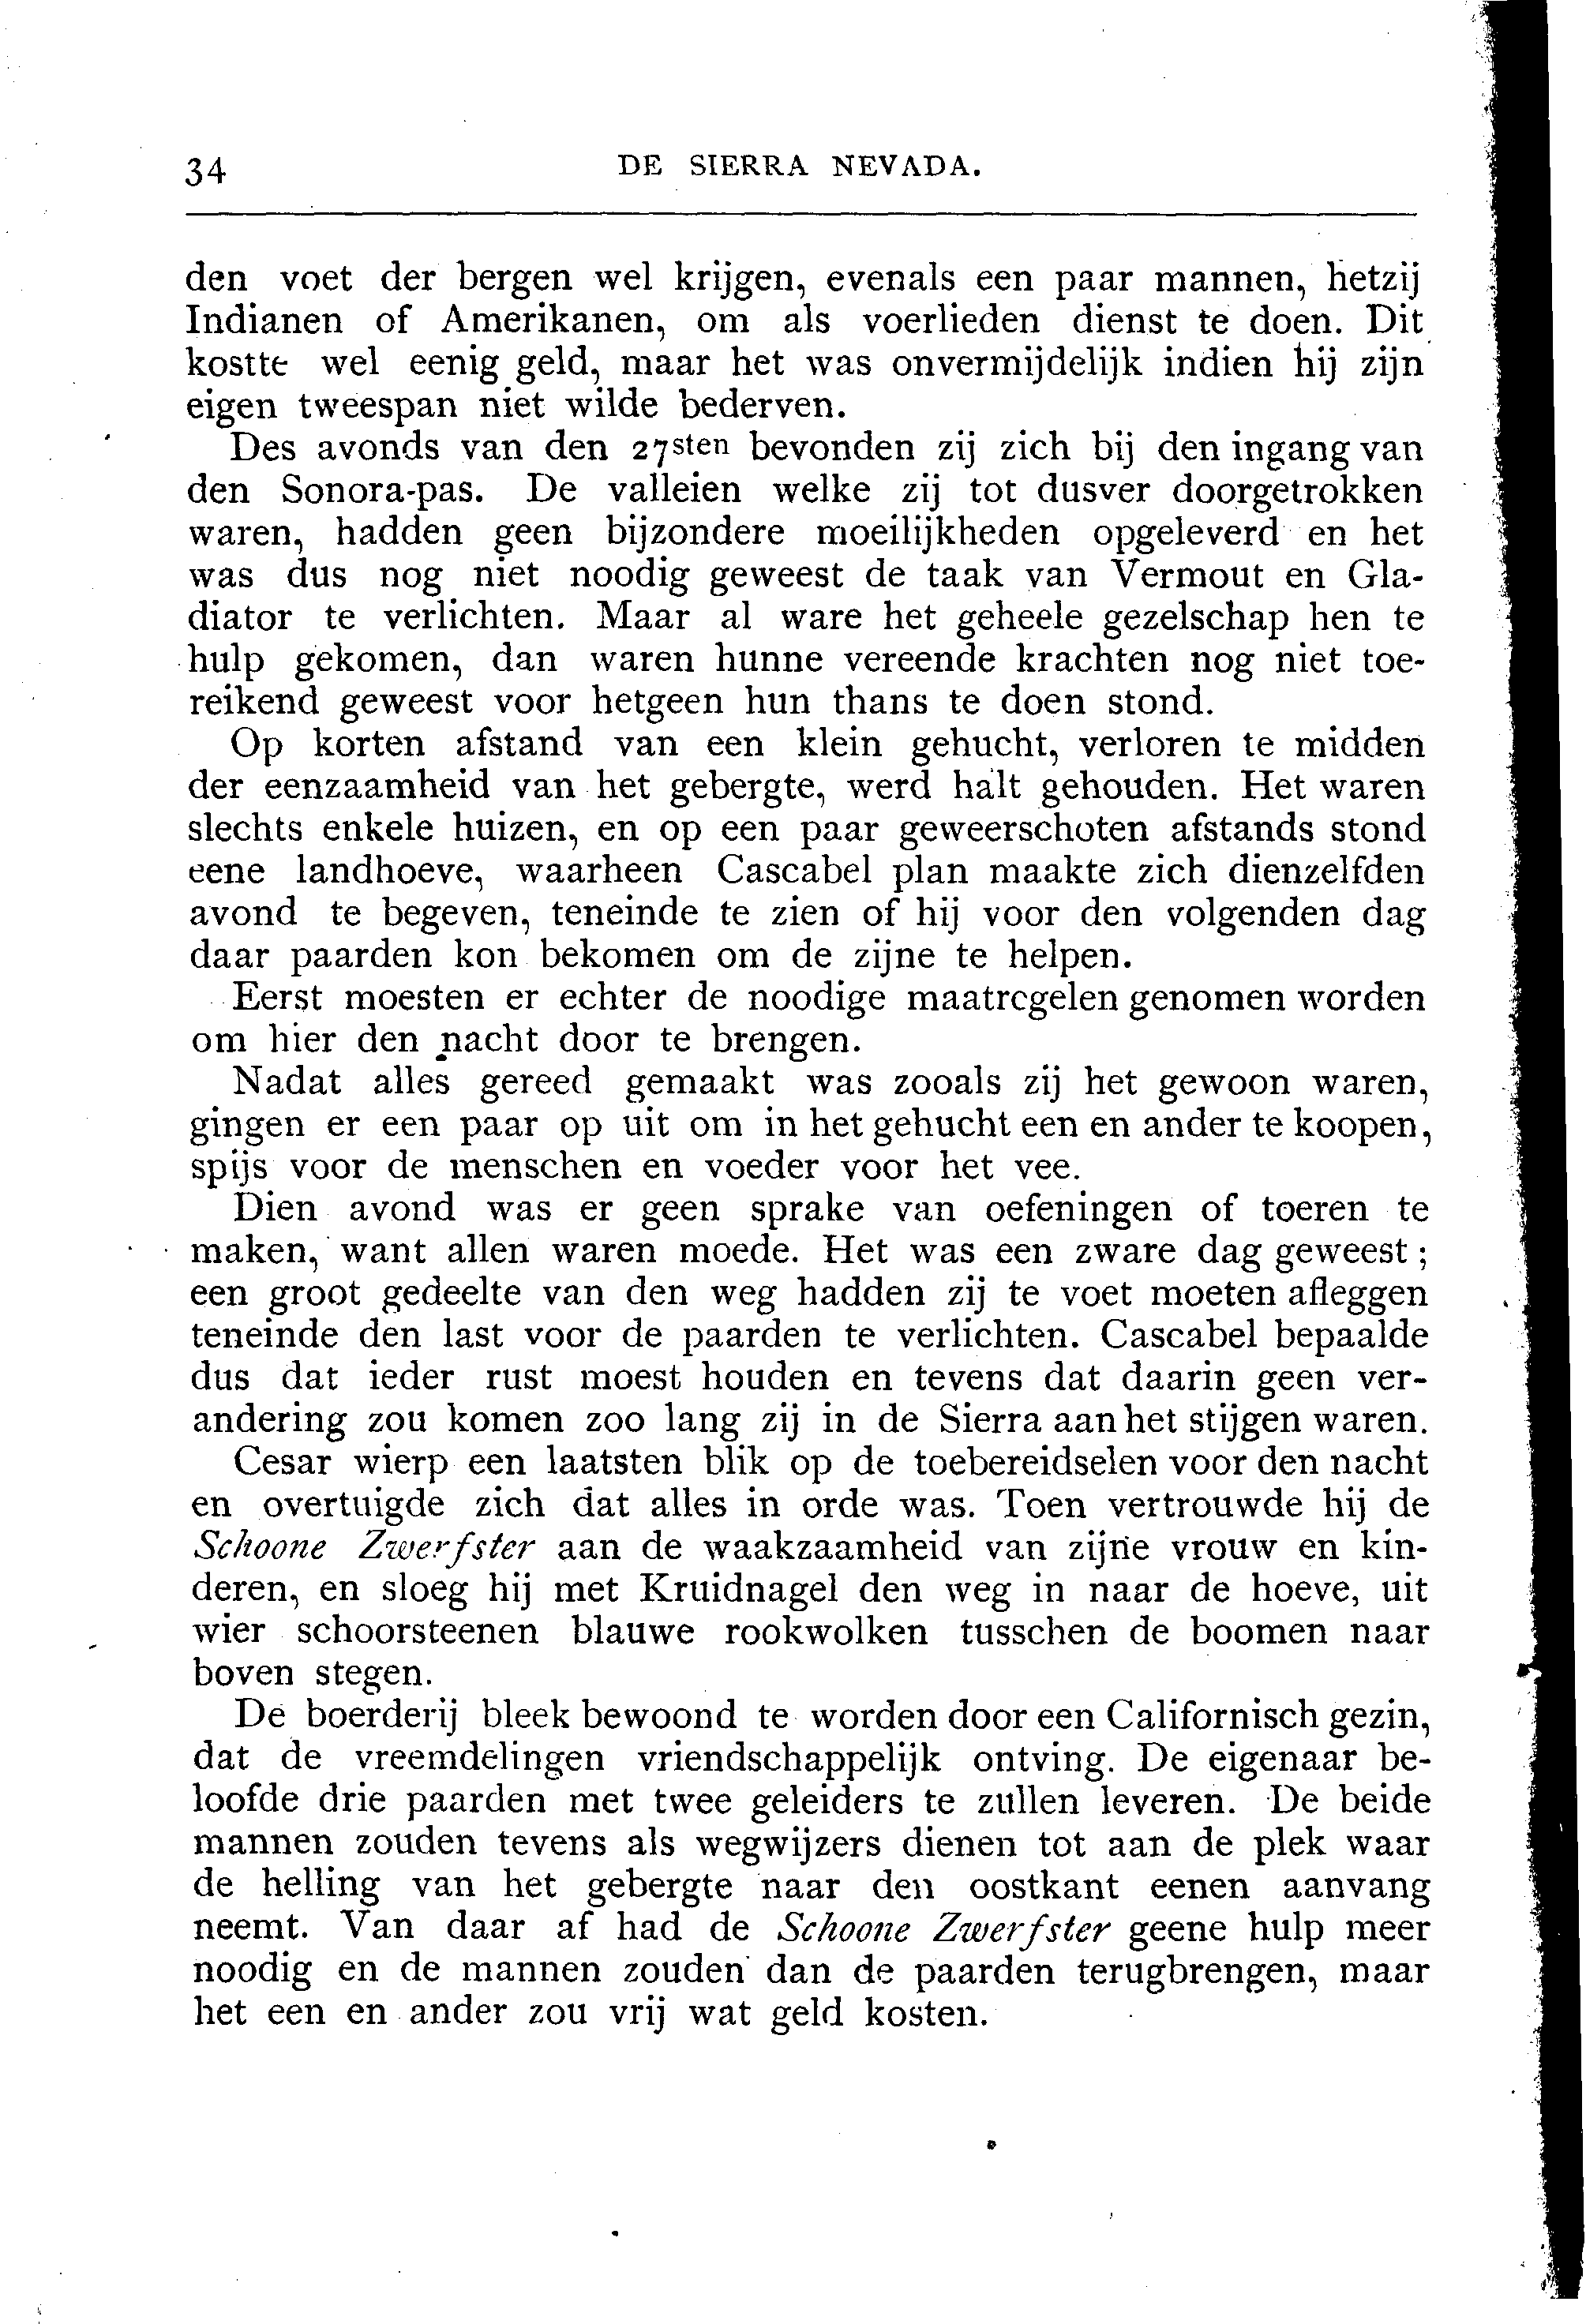 34
DE SIERRA NEVADA.
den voet der bergen wel krijgen, evenals een paar mannen, hetzij
Indianen of Amerikanen, om als voerlieden dienst te doen. Dit
kostte wel eenig geld, maar het was onvermijdelijk indien hij zijn
eigen tweespan niet wilde bederven.
Des avonds van den 27sten bevonden zij zich bij den ingang van
den Sonora-pas. De valleien welke zij tot dusver doorgetrokken
waren, hadden geen bijzondere moeilijkheden opgeleverd en het
was dus nog niet noodig geweest de taak van Vermout en Gla-
diator te verlichten. Maar al ware het geheele gezelschap hen te
hulp gekomen, dan waren hunne vereende krachten nog niet toe-
reikend geweest voor hetgeen hun thans te doen stond.
Op korten afstand van een klein gehucht, verloren te midden
der eenzaamheid van het gebergte, werd halt gehouden. Het waren
slechts enkele huizen, en op een paar geweerschoten afstands stond
eene landhoeve, waarheen Cascabel plan maakte zich dienzelfden
avond te begeven, teneinde te zien of hij voor den volgenden dag
daar paarden kon bekomen om de zijne te helpen.
Eerst moesten er echter de noodige maatregelen genomen worden
om hier den nacht door te brengen.
Nadat alles gereed gemaakt was zooals zij het gewoon waren,
gingen er een paar op uit om in het gehucht een en ander te koopen,
spijs voor de menschen en voeder voor het vee.
Dien avond was er geen sprake van oefeningen of toeren te
maken, want allen waren moede. Het was een zware dag geweest;
een groot gedeelte van den weg hadden zij te voet moeten afleggen
teneinde den last voor de paarden te verlichten. Cascabel bepaalde
dus dat ieder rust moest houden en tevens dat daarin geen ver-
andering zou komen zoo lang zij in de Sierra aan het stijgen waren.
Cesar wierp een laatsten blik op de toebereidselen voor den nacht
en overtuigde zich dat alles in orde was. Toen vertrouwde hij de
Schoone Zwerfster aan de waakzaamheid van zijne vrouw en kin-
deren, en sloeg hij met Kruidnagel den weg in naar de hoeve, uit
wier schoorsteenen blauwe rookwolken tusschen de boomen naar
boven stegen.
De boerderij bleek bewoond te worden door een Californisch gezin,
dat de vreemdelingen vriendschappelijk ontving. De eigenaar be-
loofde drie paarden met twee geleiders te zullen leveren. De beide
mannen zouden tevens als wegwijzers dienen tot aan de plek waar
de helling van het gebergte naar den oostkant eenen aanvang
neemt. Van daar af had de Schoone Zwerfster geene hulp meer
noodig en de mannen zouden dan de paarden terugbrengen, maar
het een en ander zou vrij wat geld kosten.